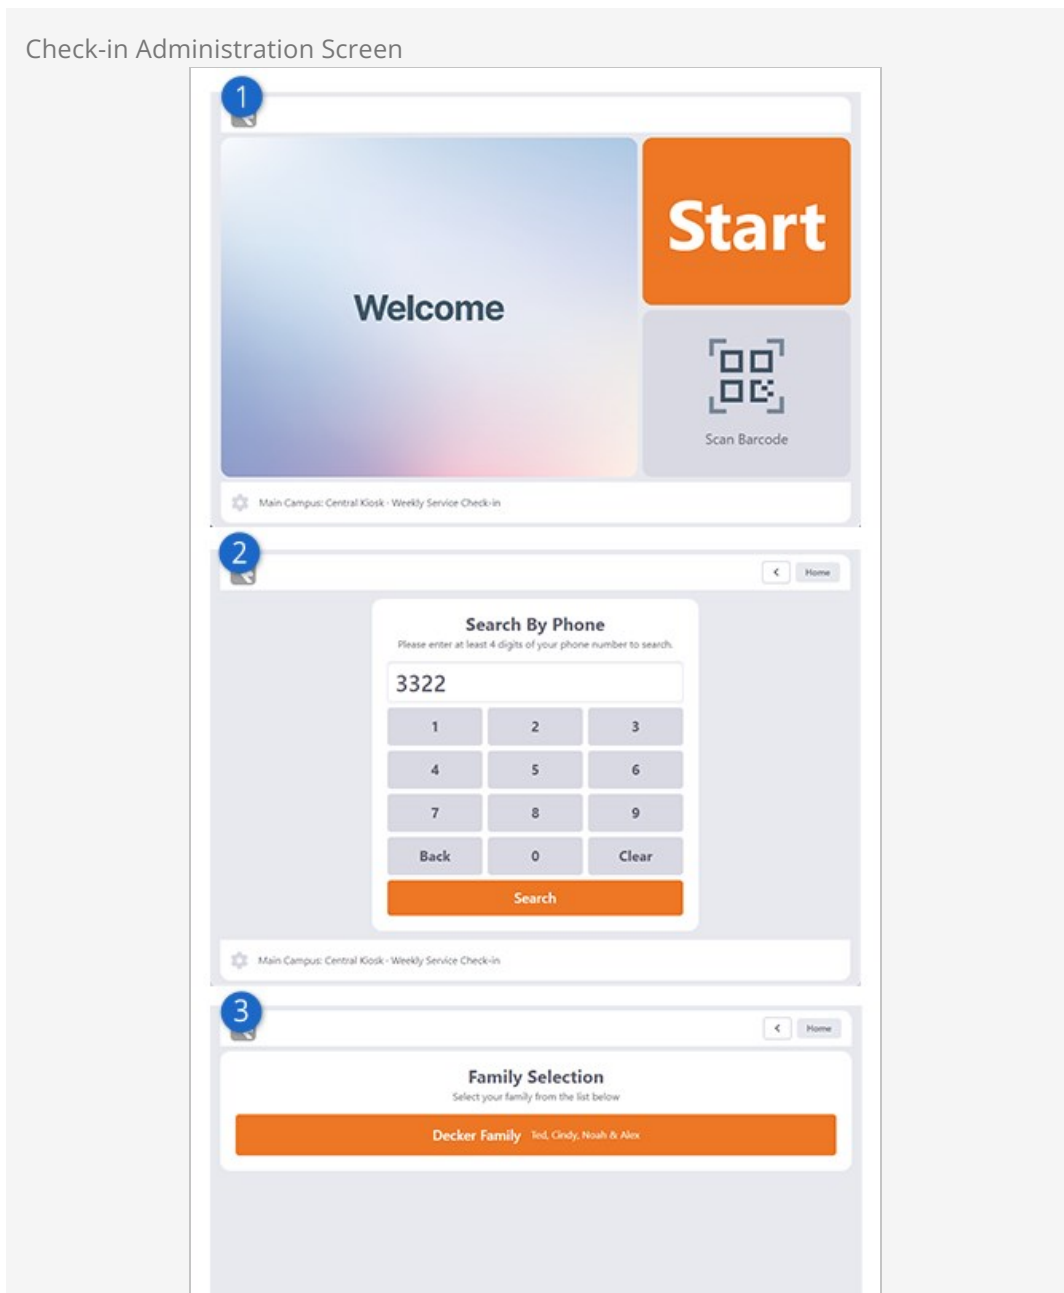 Check-in Administration Screen
1
Start
Welcome
Scan Barcode
Main Campus: Central Kiosk - Weekly Service Check-in
2
Home
Search By Phone
Please enter at least 4 digits of your phone number to search.
3322
1 2 3
4 5 6
7 8 9
Back 0 Clear
Search
Main Campus: Central Kiosk - Weekly Service Check-in
3
Home
Family Selection
Select your family from the list below
Decker Family Ted, Cindy, Noah & Alex